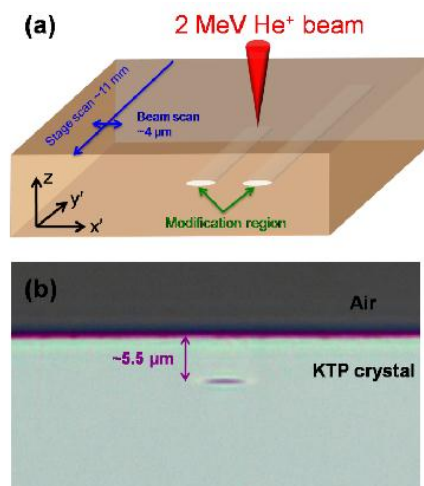 (a)
2 MeV He+ beam
Stage scan ~11 mm
Beam scan
~4 μm
z
y'
x'
Modification region
(b)
Air
~5.5 μm
KTP crystal